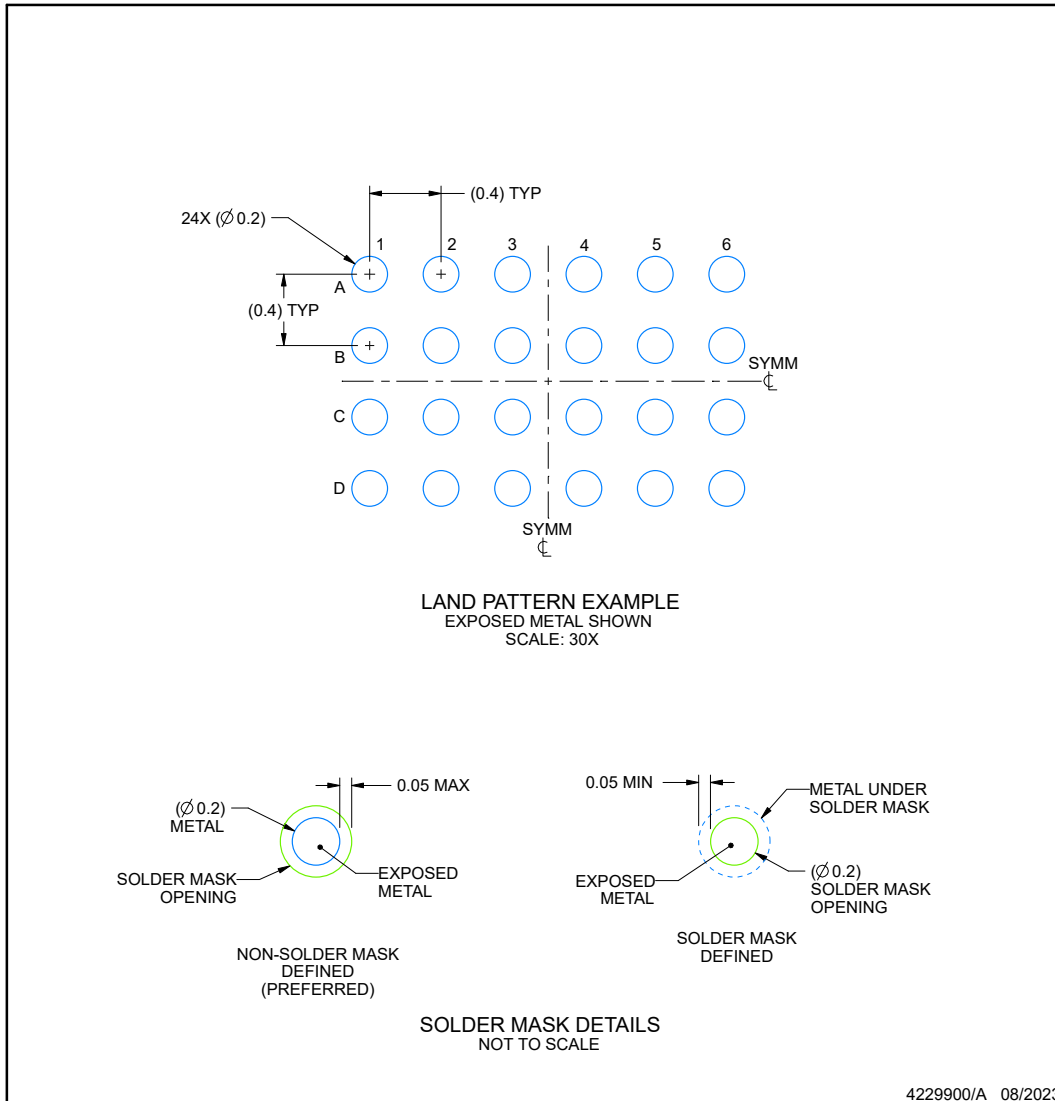 (0.4) TYP
24X (∅ 0.2)
1 2 3 4 5 6
A
(0.4) TYP
B
SYMM
℄
C
D
SYMM
℄
LAND PATTERN EXAMPLE
EXPOSED METAL SHOWN
SCALE: 30X
0.05 MAX
(∅ 0.2)
METAL
SOLDER MASK
OPENING
EXPOSED
METAL
NON-SOLDER MASK
DEFINED
(PREFERRED)
0.05 MIN
METAL UNDER
SOLDER MASK
EXPOSED
METAL
(∅ 0.2)
SOLDER MASK
OPENING
SOLDER MASK
DEFINED
SOLDER MASK DETAILS
NOT TO SCALE
4229900/A 08/2023